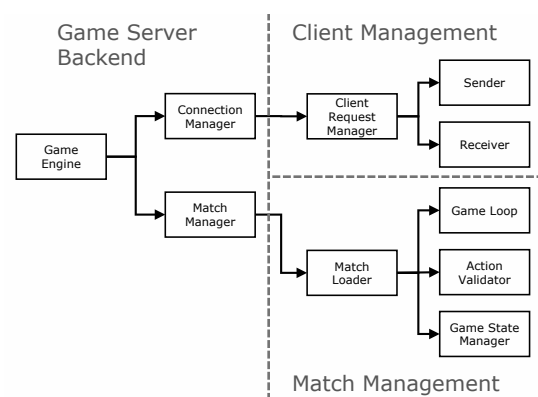 Game Server
Backend
Client Management
Connection
Manager
Client
Request
Manager
Sender
Receiver
Game
Engine
Match
Manager
Match
Loader
Game Loop
Action
Validator
Game State
Manager
Match Management